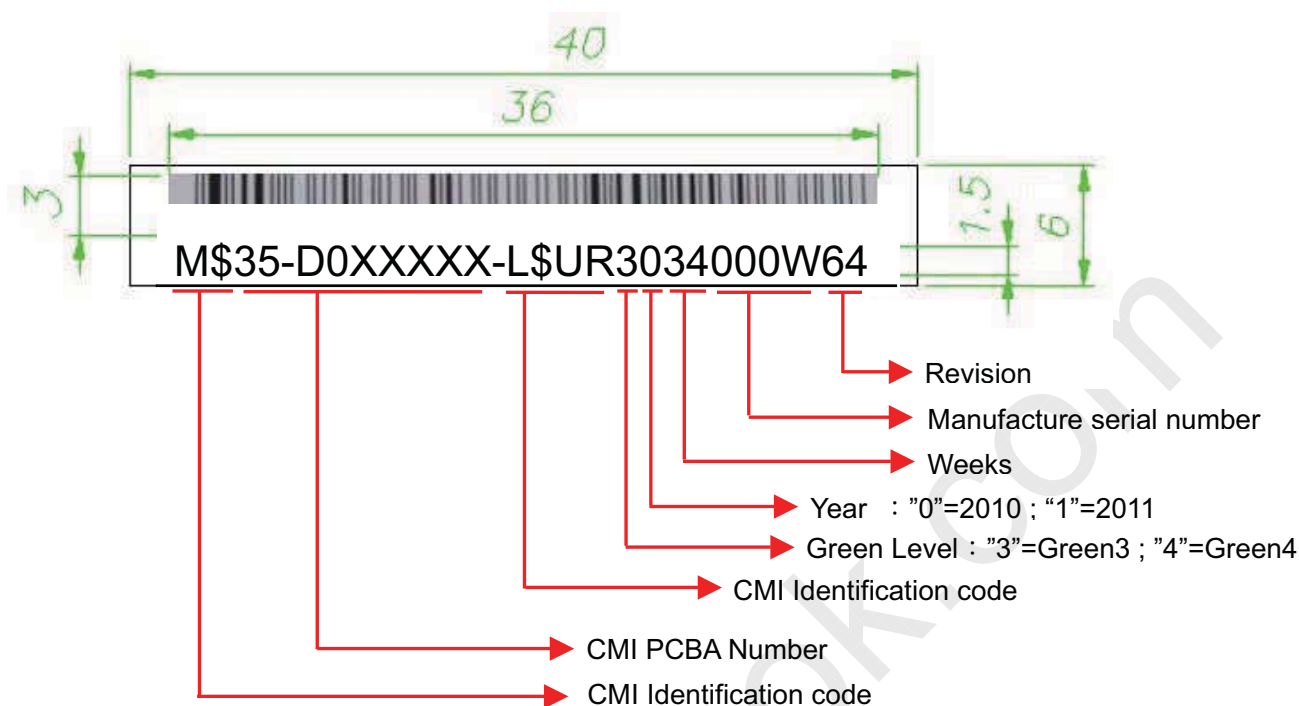 40
36
3
1.5
6
M$35-D0XXXXX-L$UR3034000W64
Revision
Manufacture serial number
Weeks
Year ：”0”=2010 ; “1”=2011
Green Level：”3”=Green3 ; ”4”=Green4
CMI Identification code
CMI PCBA Number
CMI Identification code